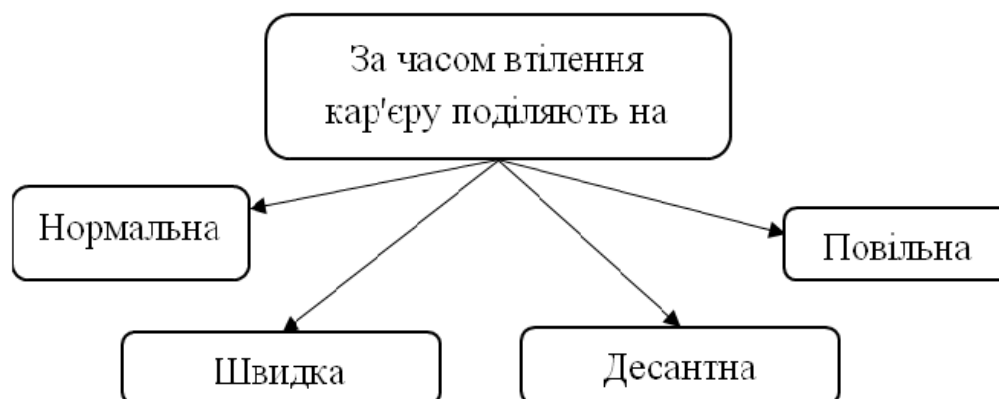 За часом втілення
кар'єру поділяють на
Нормальна
Повільна
Швидка
Десантна